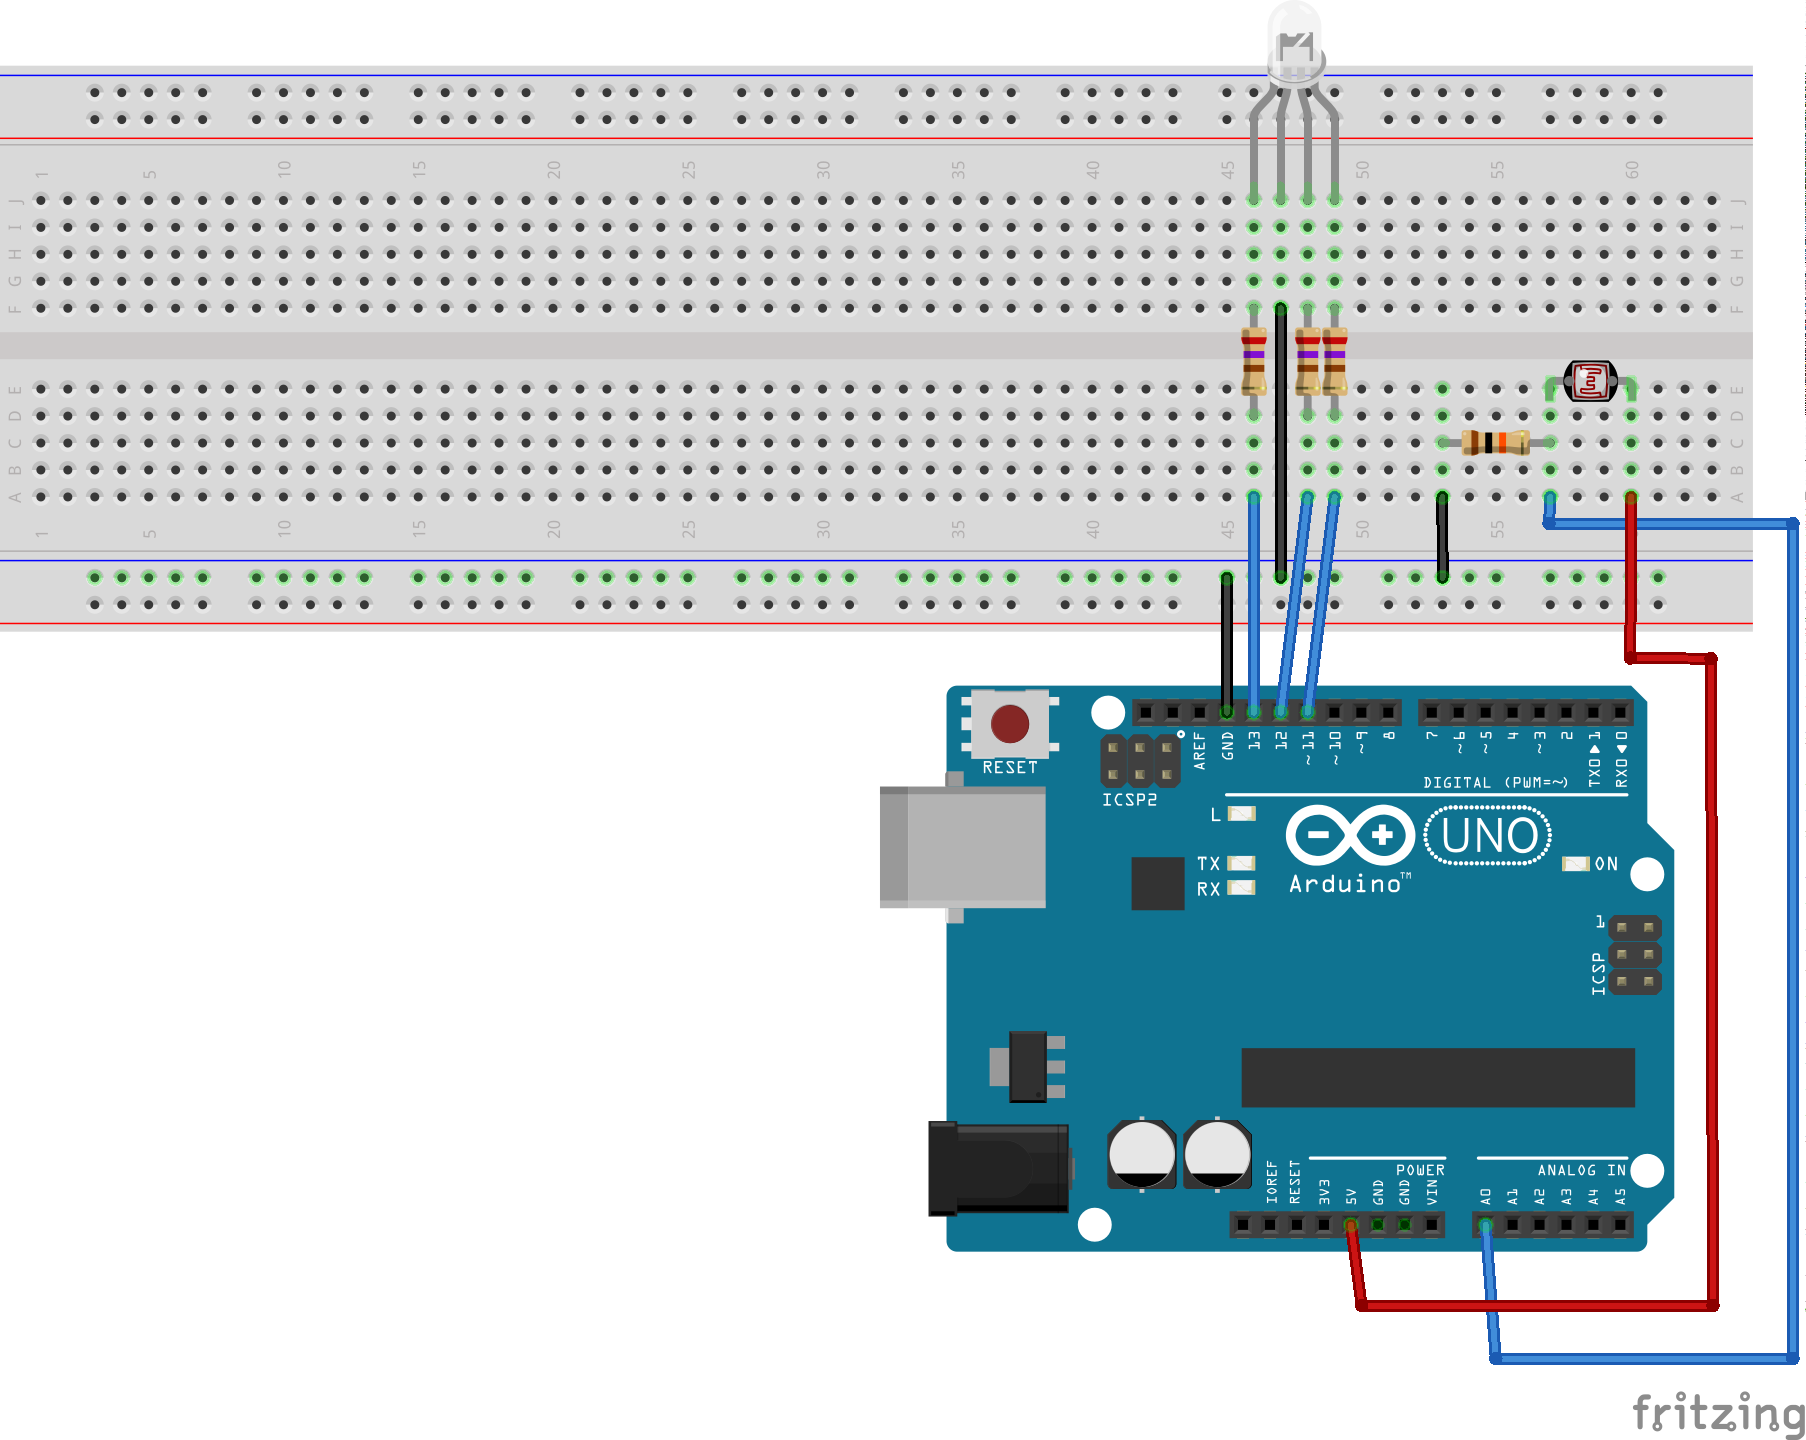 1 5 10 15 20 25 30 35 40 45 50 55 60
J J
I I
H H
G G
F F
E E
D D
C C
B B
A A
1 5 10 15 20 25 30 35 40 45 50 55 60
RESET
ICSP2
AREF
GND
13
12
~11
~10
~9
8
7
~6
~5
4
~3
2
TX0▶1
RX0◀0
DIGITAL (PWM=~)
L
TX
RX
UNO
Arduino™
ON
1
ICSP
IOREF
RESET
3V3
5V
GND
GND
VIN
POWER
A0
A1
A2
A3
A4
A5
ANALOG IN
fritzing